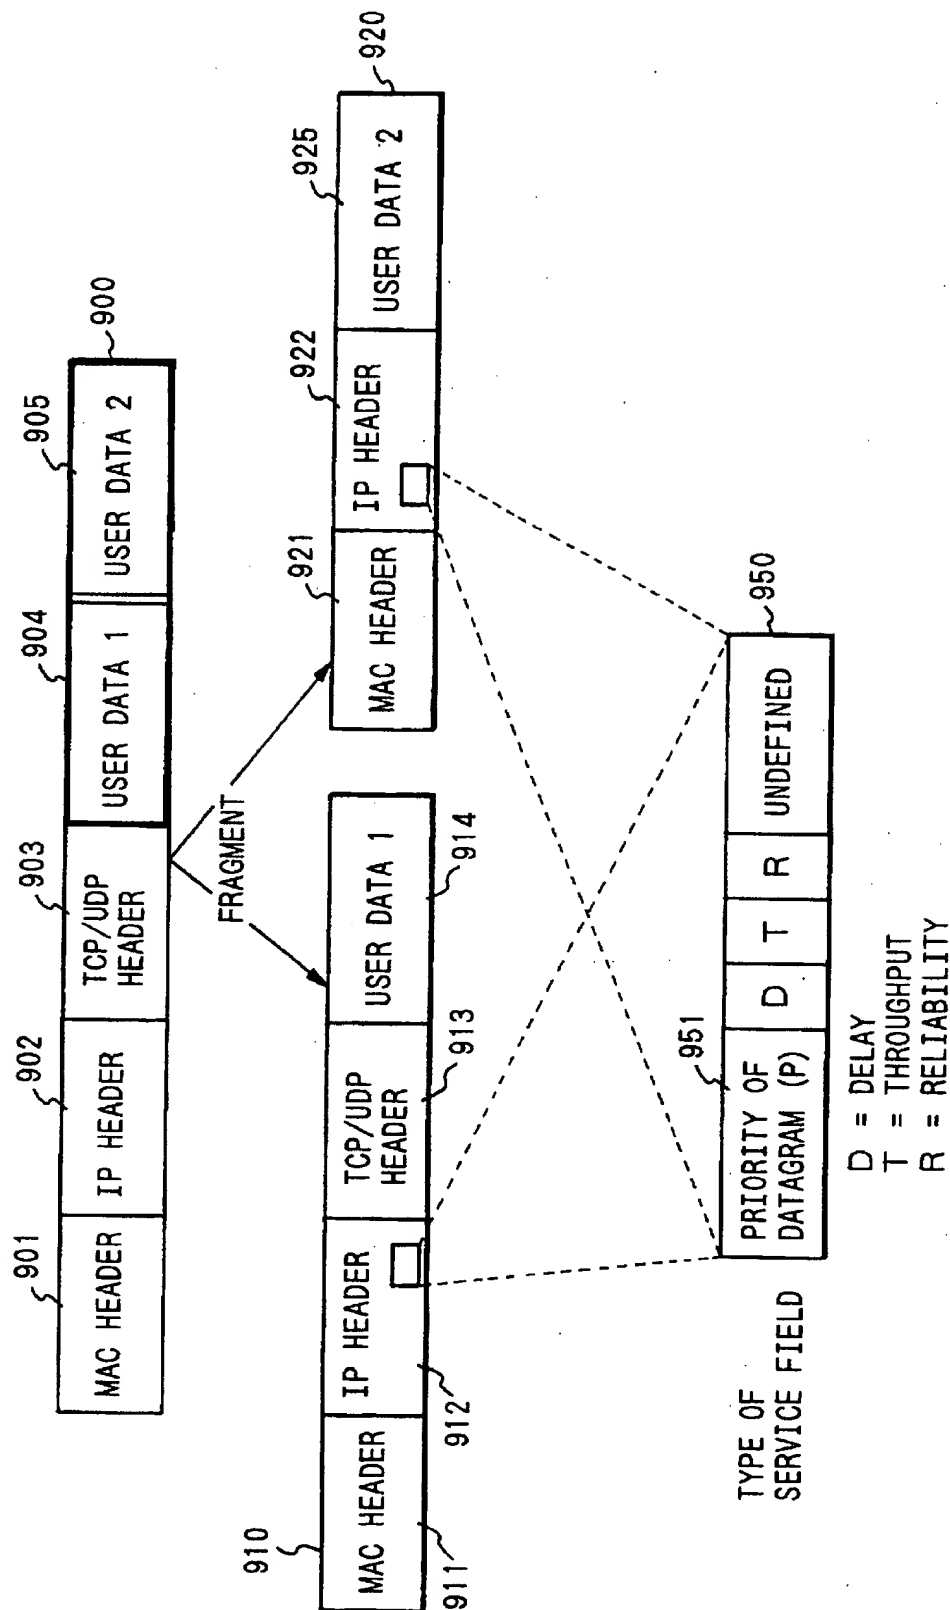 901
902
903
904
905
900
MAC HEADER
IP HEADER
TCP/UDP
HEADER
USER DATA 1
USER DATA 2
FRAGMENT
910
MAC HEADER
IP HEADER
TCP/UDP
HEADER
USER DATA 1
911
912
913
914
921
922
925
920
MAC HEADER
IP HEADER
USER DATA 2
TYPE OF
SERVICE FIELD
951
950
PRIORITY OF
DATAGRAM (P)
D
T
R
UNDEFINED
D = DELAY
T = THROUGHPUT
R = RELIABILITY